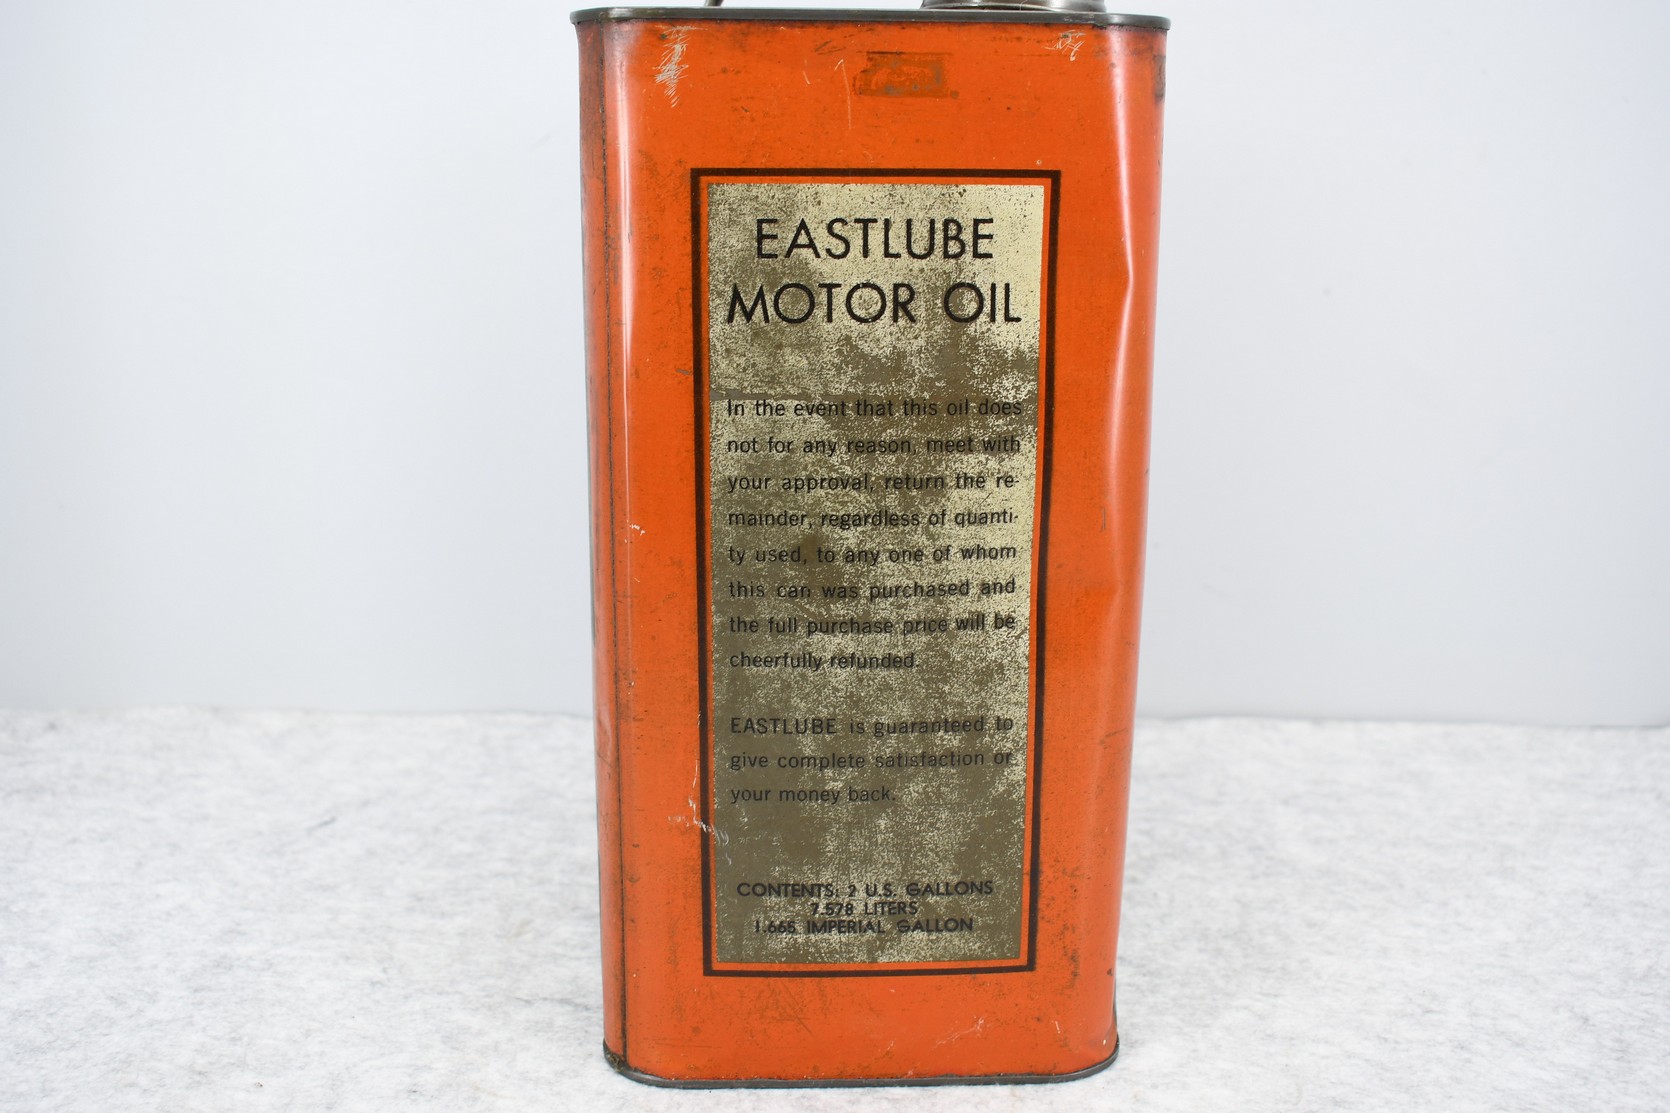 EASTLUBE
MOTOR OIL
In the event that this oil does
not for any reason, meet with
your approval, return the re-
mainder, regardless of quanti-
ty used, to any one of whom
this can was purchased and
the full purchase price will be
cheerfully refunded.
EASTLUBE is guaranteed to
give complete satisfaction or
your money back.
CONTENTS: 2 U.S. GALLONS
7.578 LITERS
1.665 IMPERIAL GALLON